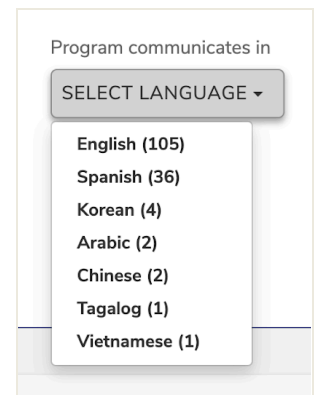 Program communicates in
SELECT LANGUAGE
English (105)
Spanish (36)
Korean (4)
Arabic (2)
Chinese (2)
Tagalog (1)
Vietnamese (1)